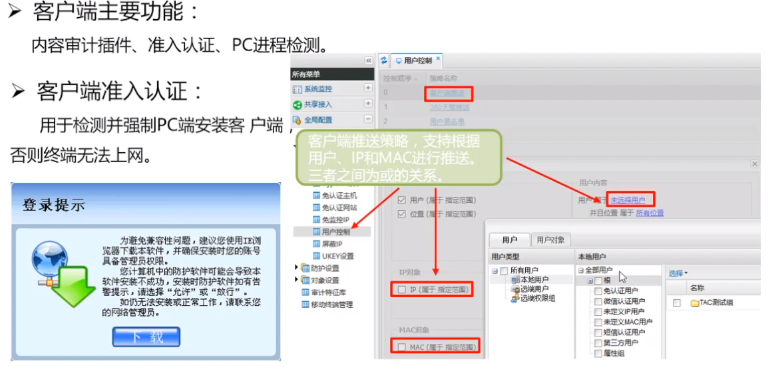 客户端主要功能：
内容审计插件、准入认证、PC进程检测。
客户端准入认证：
用于检测并强制PC端安装客 户端，
否则终端无法上网。
登录提示
为避免兼容性问题，建议您使用IE浏
览器下载本软件，并确保安装时您的账号
具备管理员权限。
您计算机中的防护软件可能会导致本
软件安装不成功，安装时防护软件如有告
警提示，请选择“允许”或“放行”。
如仍无法安装或正常工作，请联系您
的网络管理员。
下 载
所有菜单
系统监控
共享接入
全局配置
免认证主机
免认证网站
免监控IP
用户控制
屏蔽IP
UKEY设置
防护设置
对象设置
审计特征库
移动终端管理
用户控制
策略名称
0
1
2
客户端推送策略，支持根据
用户、IP和MAC进行推送。
三者之间为或的关系。
用户 (属于 指定范围)
位置 (属于 指定范围)
IP对象
IP (属于 指定范围)
MAC对象
MAC (属于 指定范围)
用户内容
用户 属于 未选择用户
并且位置 属于 所有位置
用户
用户对象
用户类型
所有用户
本地用户
远端用户
远端权限组
本地用户
全部用户
根
免认证用户
微信认证用户
未定义IP用户
未定义MAC用户
短信认证用户
第三方用户
属性组
选择
名称
TAC测试组